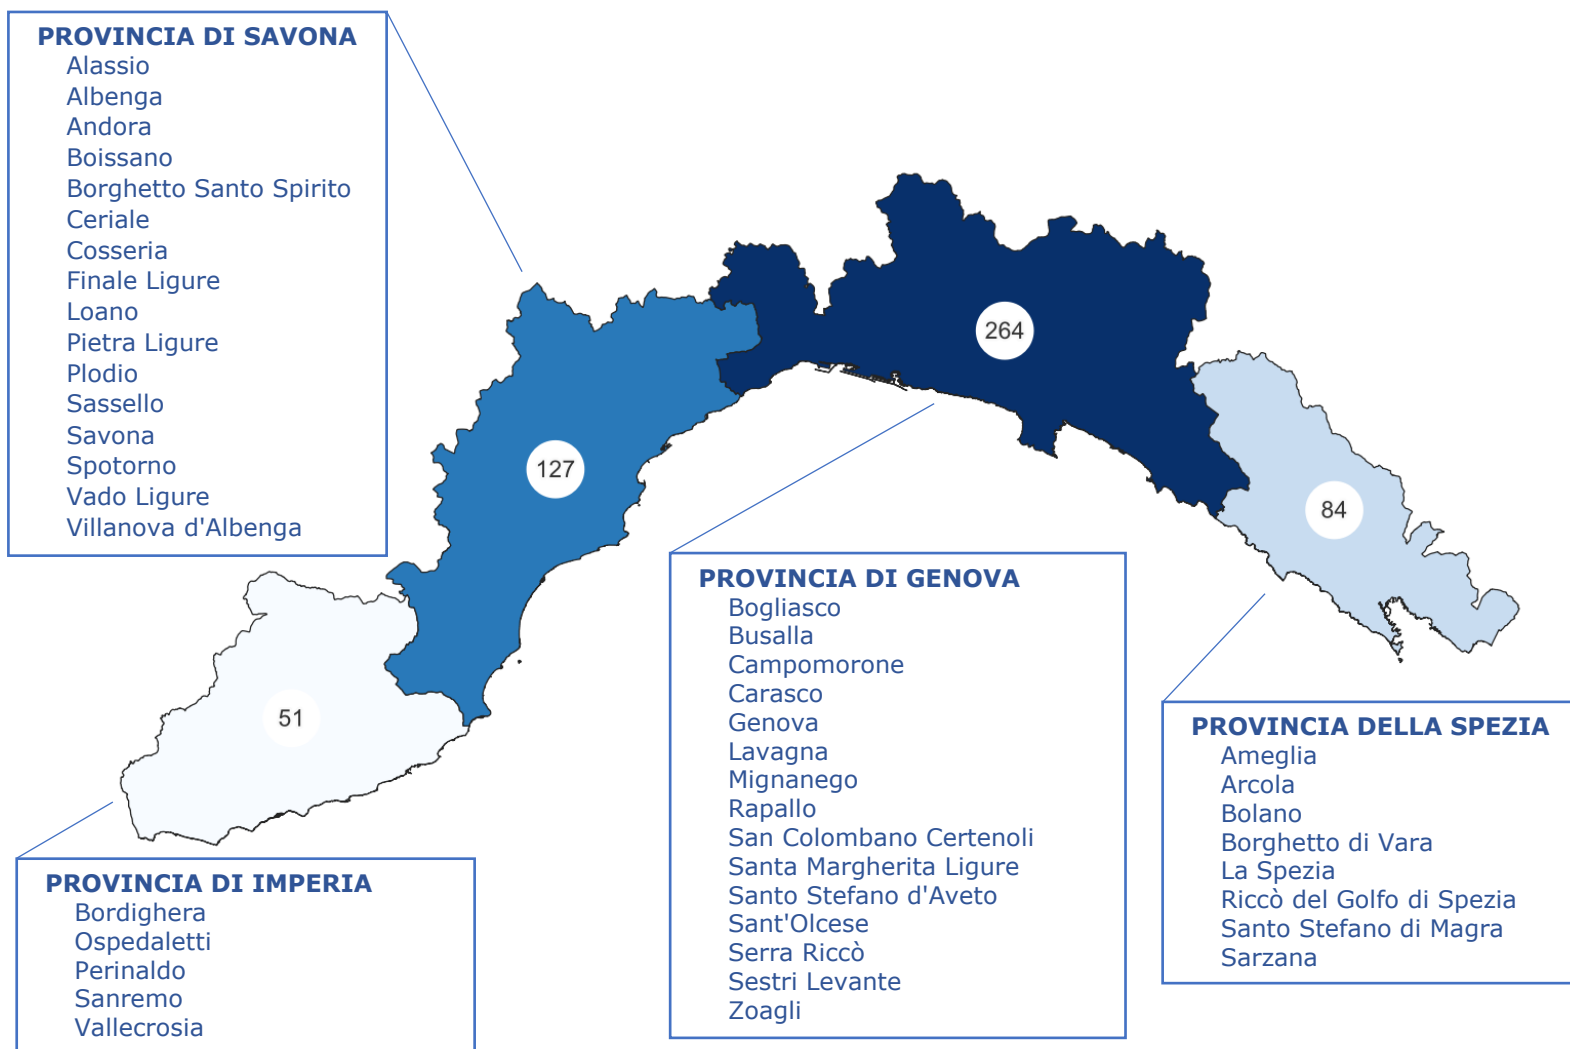 PROVINCIA DI SAVONA
Alassio
Albenga
Andora
Boissano
Borghetto Santo Spirito
Ceriale
Cosseria
Finale Ligure
Loano
Pietra Ligure
Plodio
Sassello
Savona
Spotorno
Vado Ligure
Villanova d'Albenga
264
127
84
51
PROVINCIA DI GENOVA
Bogliasco
Busalla
Campomorone
Carasco
Genova
Lavagna
Mignanego
Rapallo
San Colombano Certenoli
Santa Margherita Ligure
Santo Stefano d'Aveto
Sant'Olcese
Serra Riccò
Sestri Levante
Zoagli
PROVINCIA DELLA SPEZIA
Ameglia
Arcola
Bolano
Borghetto di Vara
La Spezia
Riccò del Golfo di Spezia
Santo Stefano di Magra
Sarzana
PROVINCIA DI IMPERIA
Bordighera
Ospedaletti
Perinaldo
Sanremo
Vallecrosia